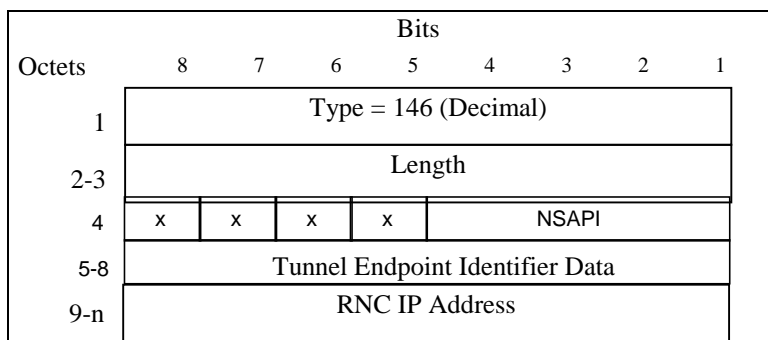 Bits
Octets 8 7 6 5 4 3 2 1
1 Type = 146 (Decimal)
2-3 Length
4 x x x x NSAPI
5-8 Tunnel Endpoint Identifier Data
9-n RNC IP Address